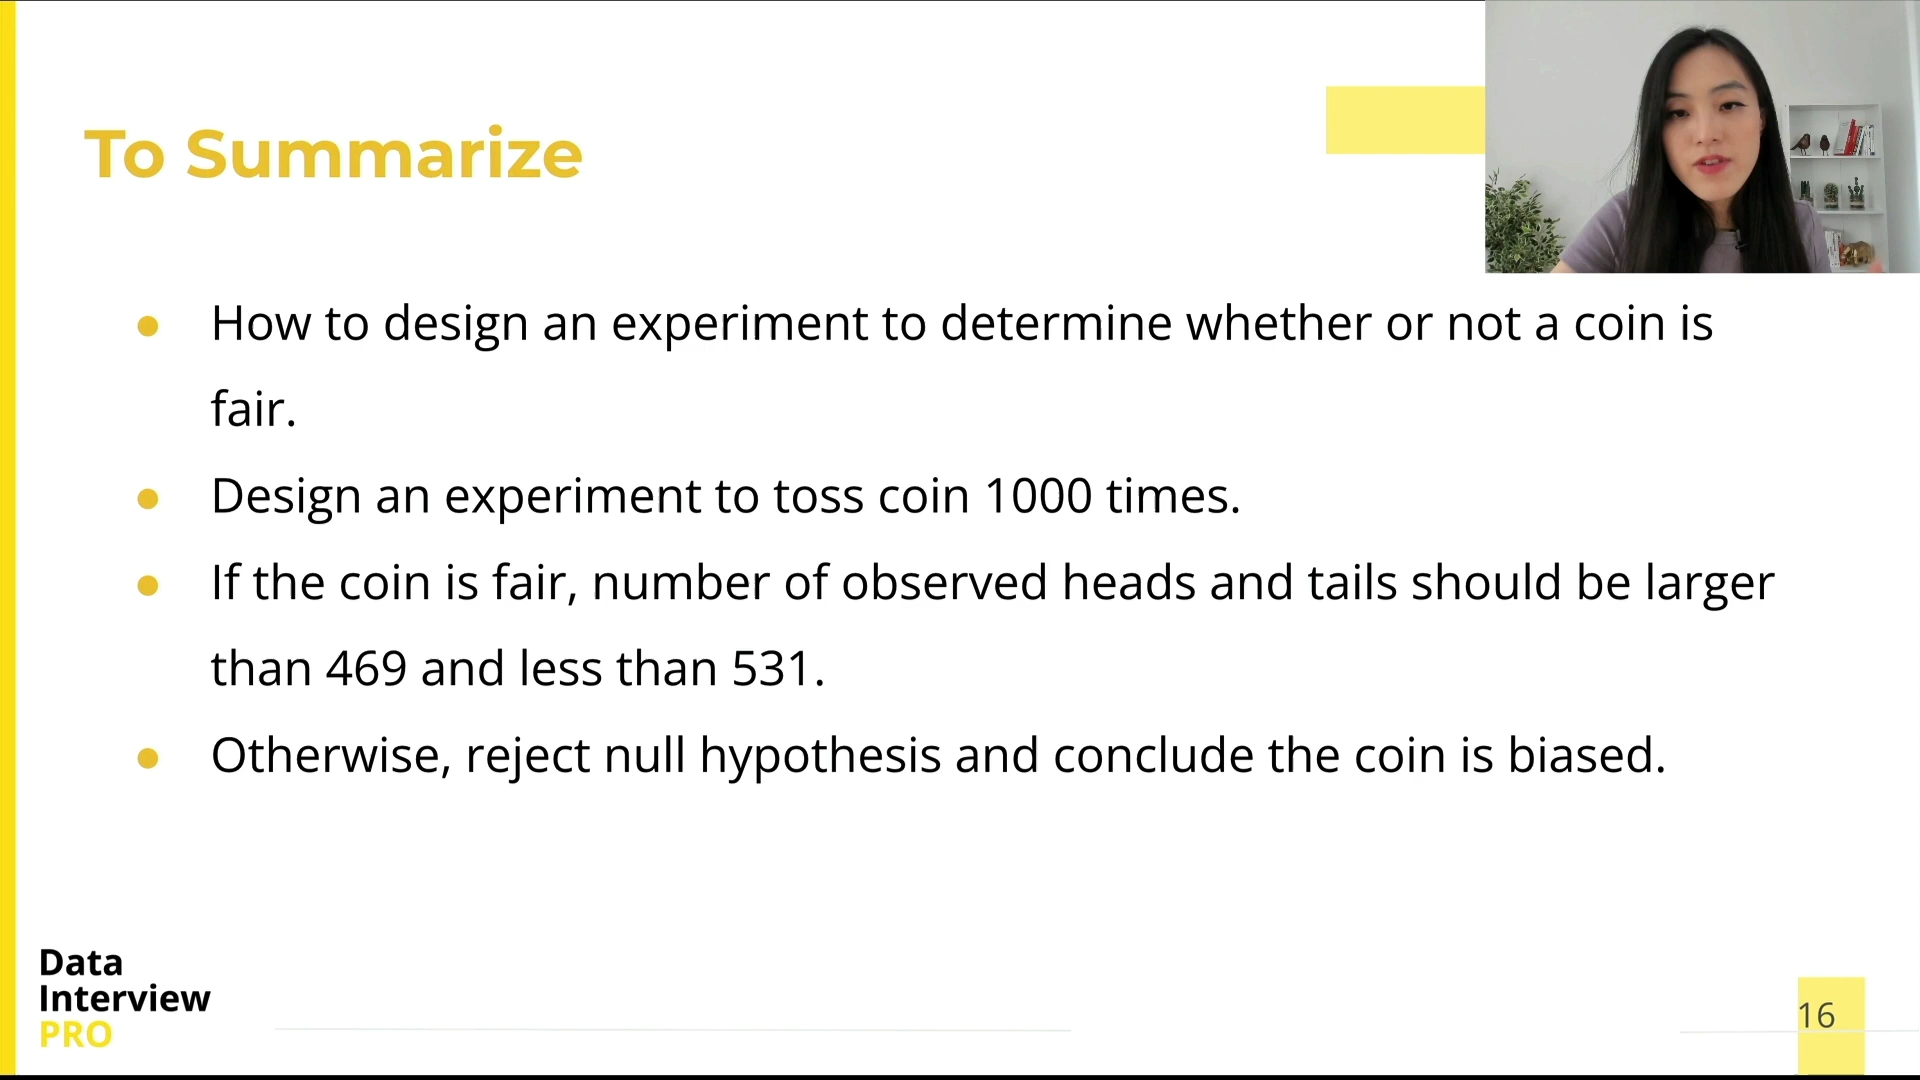 To Summarize
How to design an experiment to determine whether or not a coin is
fair.
Design an experiment to toss coin 1000 times.
If the coin is fair, number of observed heads and tails should be larger
than 469 and less than 531.
Otherwise, reject null hypothesis and conclude the coin is biased.
Data
Interview
PRO
16